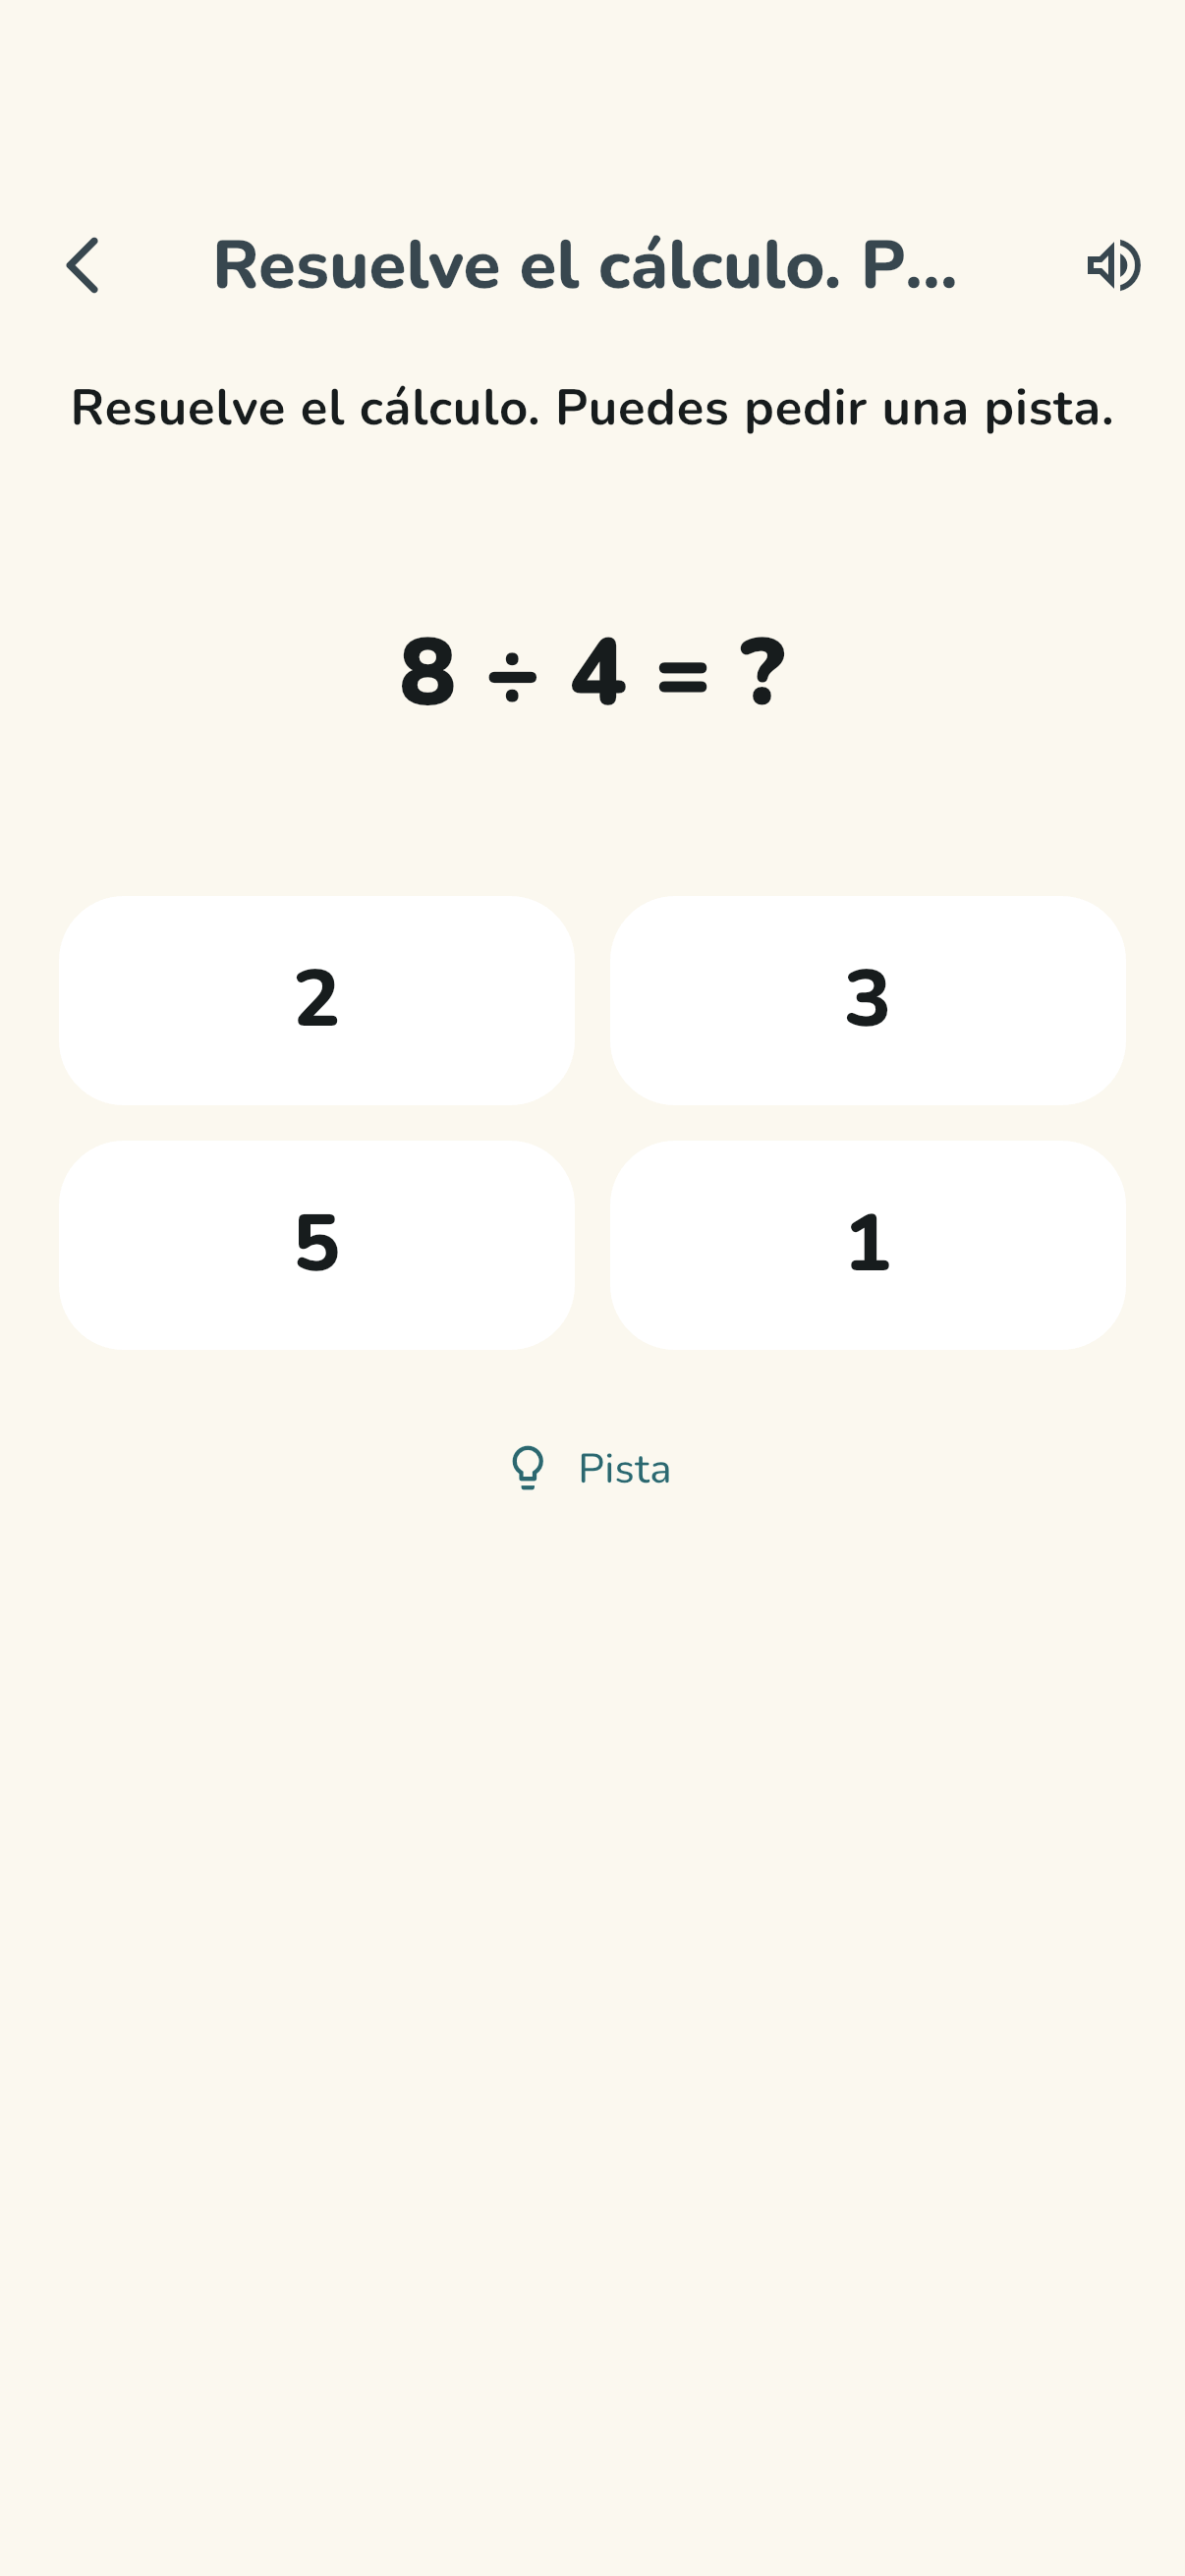 Resuelve el cálculo. P...
Resuelve el cálculo. Puedes pedir una pista.
8 ÷ 4 = ?
2 3
5 1
Pista